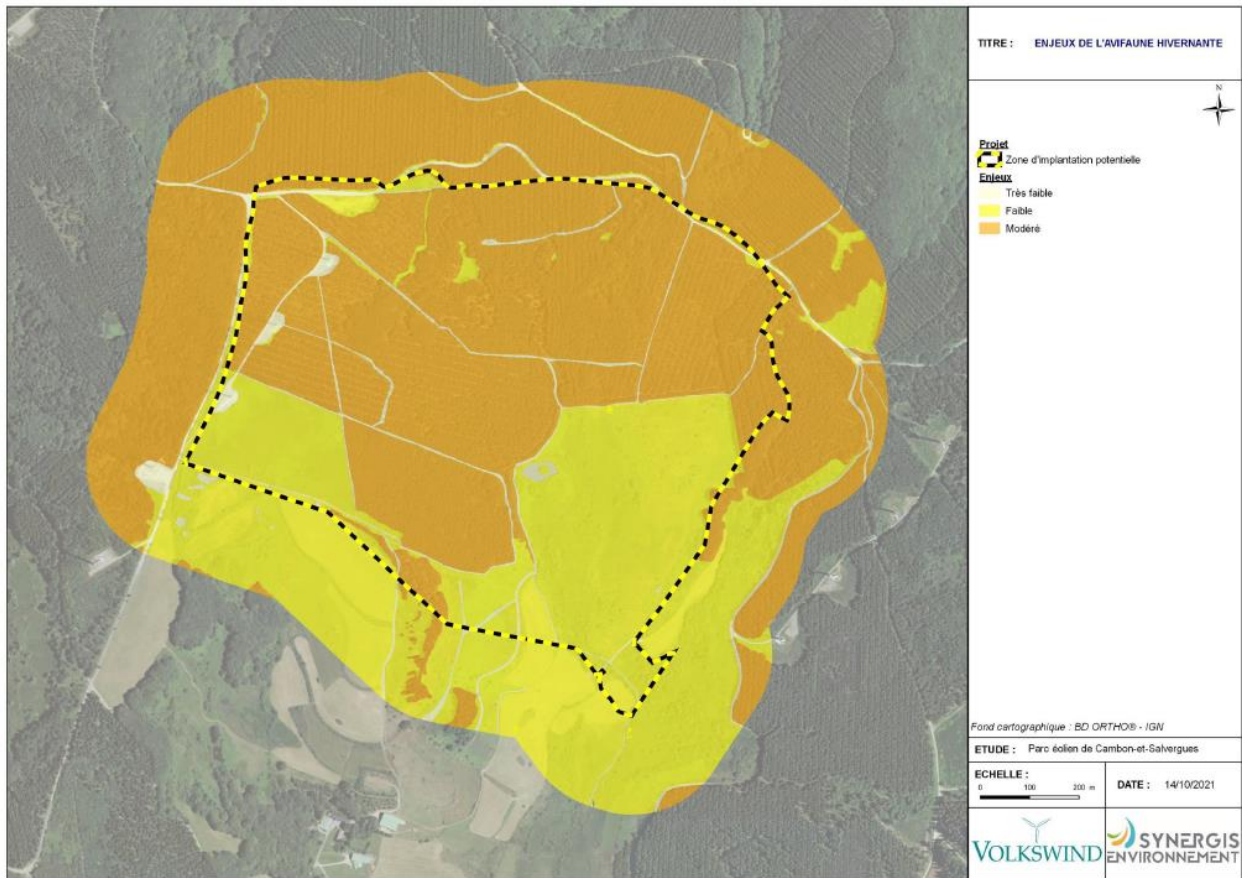 TITRE : ENJEUX DE L'AVIFAUNE HIVERNANTE
N
Projet
Zone d'implantation potentielle
Enjeux
Très faible
Faible
Modéré
Fond cartographique : BD ORTHO® - IGN
ETUDE : Parc éolien de Cambon-et-Salvergues
ECHELLE :
0 100 200 m
DATE : 14/10/2021
VOLKSWIND
SYNERGIS
ENVIRONNEMENT